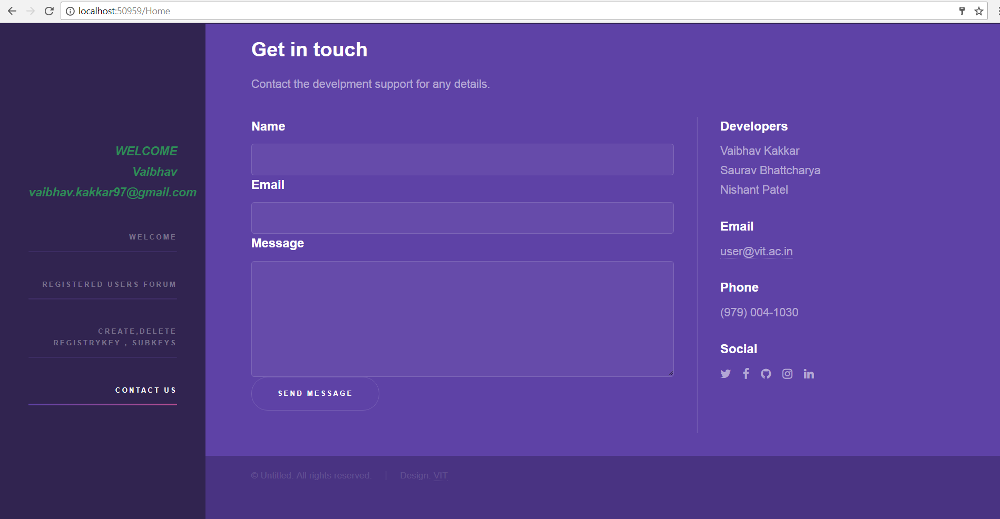 localhost:50959/Home
WELCOME
Vaibhav
vaibhav.kakkar97@gmail.com
WELCOME
REGISTERED USERS FORUM
CREATE,DELETE
REGISTRYKEY , SUBKEYS
CONTACT US
Get in touch
Contact the develpment support for any details.
Name
Email
Message
SEND MESSAGE
Developers
Vaibhav Kakkar
Saurav Bhattcharya
Nishant Patel
Email
user@vit.ac.in
Phone
(979) 004-1030
Social
© Untitled. All rights reserved. | Design: VIT